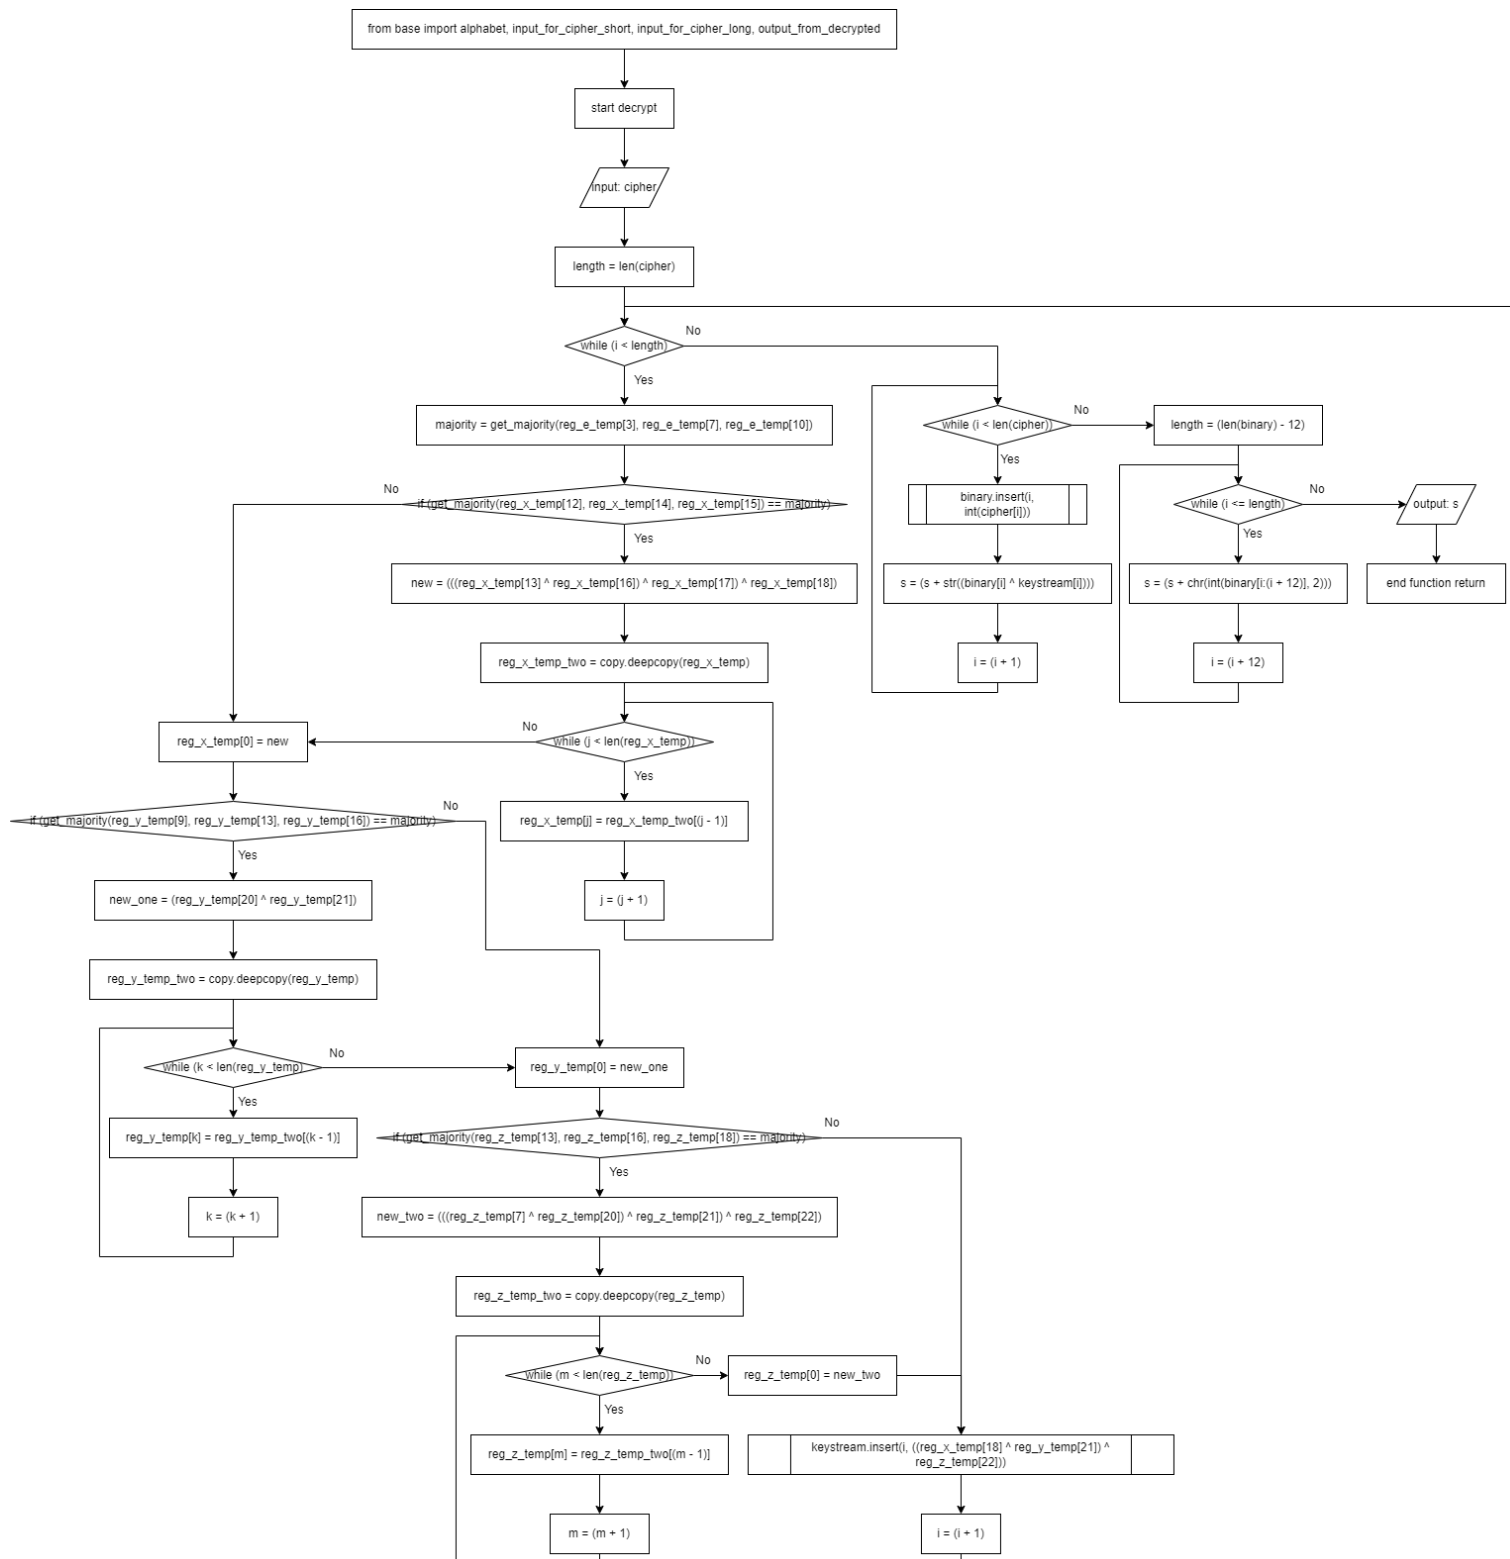 from base import alphabet, input_for_cipher_short, input_for_cipher_long, output_from_decrypted
start decrypt
input: cipher
length = len(cipher)
while (i < length)
No
Yes
majority = get_majority(reg_e_temp[3], reg_e_temp[7], reg_e_temp[10])
No
if (get_majority(reg_x_temp[12], reg_x_temp[14], reg_x_temp[15]) == majority)
Yes
new = (((reg_x_temp[13] ^ reg_x_temp[16]) ^ reg_x_temp[17]) ^ reg_x_temp[18])
reg_x_temp_two = copy.deepcopy(reg_x_temp)
while (j < len(reg_x_temp))
No
Yes
reg_x_temp[j] = reg_x_temp_two[(j - 1)]
j = (j + 1)
reg_x_temp[0] = new
if (get_majority(reg_y_temp[9], reg_y_temp[13], reg_y_temp[16]) == majority)
No
Yes
new_one = (reg_y_temp[20] ^ reg_y_temp[21])
reg_y_temp_two = copy.deepcopy(reg_y_temp)
while (k < len(reg_y_temp)
No
Yes
reg_y_temp[k] = reg_y_temp_two[(k - 1)]
k = (k + 1)
reg_y_temp[0] = new_one
if (get_majority(reg_z_temp[13], reg_z_temp[16], reg_z_temp[18]) == majority)
No
Yes
new_two = (((reg_z_temp[7] ^ reg_z_temp[20]) ^ reg_z_temp[21]) ^ reg_z_temp[22])
reg_z_temp_two = copy.deepcopy(reg_z_temp)
while (m < len(reg_z_temp))
No
reg_z_temp[0] = new_two
Yes
reg_z_temp[m] = reg_z_temp_two[(m - 1)]
m = (m + 1)
keystream.insert(i, ((reg_x_temp[18] ^ reg_y_temp[21]) ^
reg_z_temp[22]))
i = (i + 1)
while (i < len(cipher))
No
Yes
binary.insert(i,
int(cipher[i]))
s = (s + str((binary[i] ^ keystream[i])))
i = (i + 1)
length = (len(binary) - 12)
while (i <= length)
No
Yes
s = (s + chr(int(binary[i:(i + 12)], 2)))
i = (i + 12)
output: s
end function return